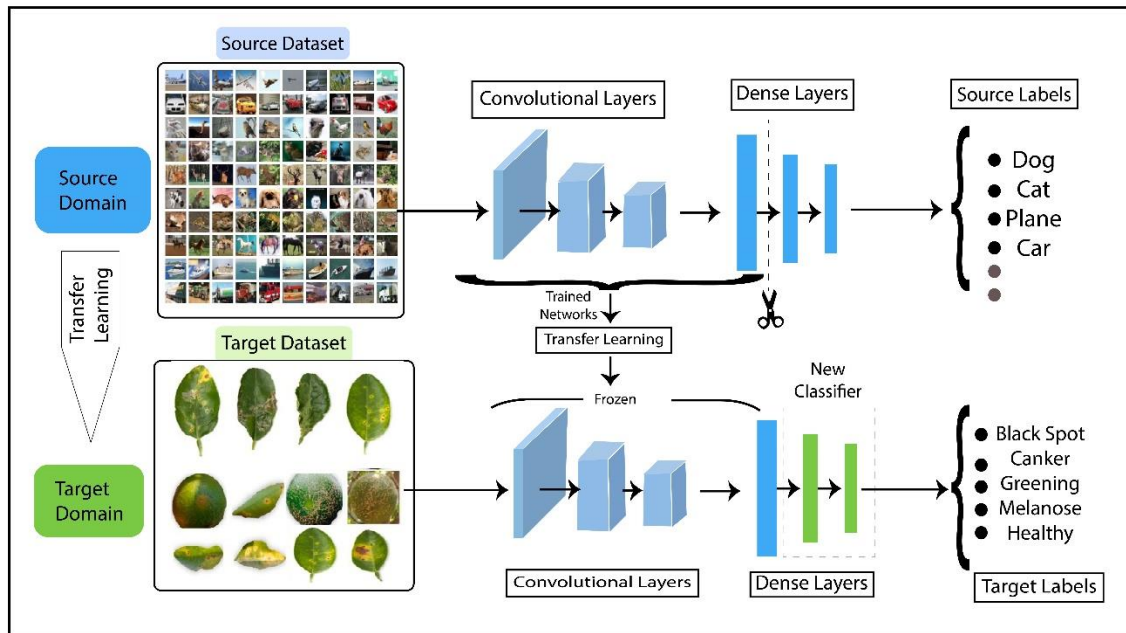 Source Dataset
Convolutional Layers
Dense Layers
Source Labels
Source
Domain
Dog
Cat
Plane
Car
Transfer
Learning
Trained
Networks
Transfer Learning
Target Dataset
Frozen
New
Classifier
Target
Domain
Black Spot
Canker
Greening
Melanose
Healthy
Convolutional Layers
Dense Layers
Target Labels